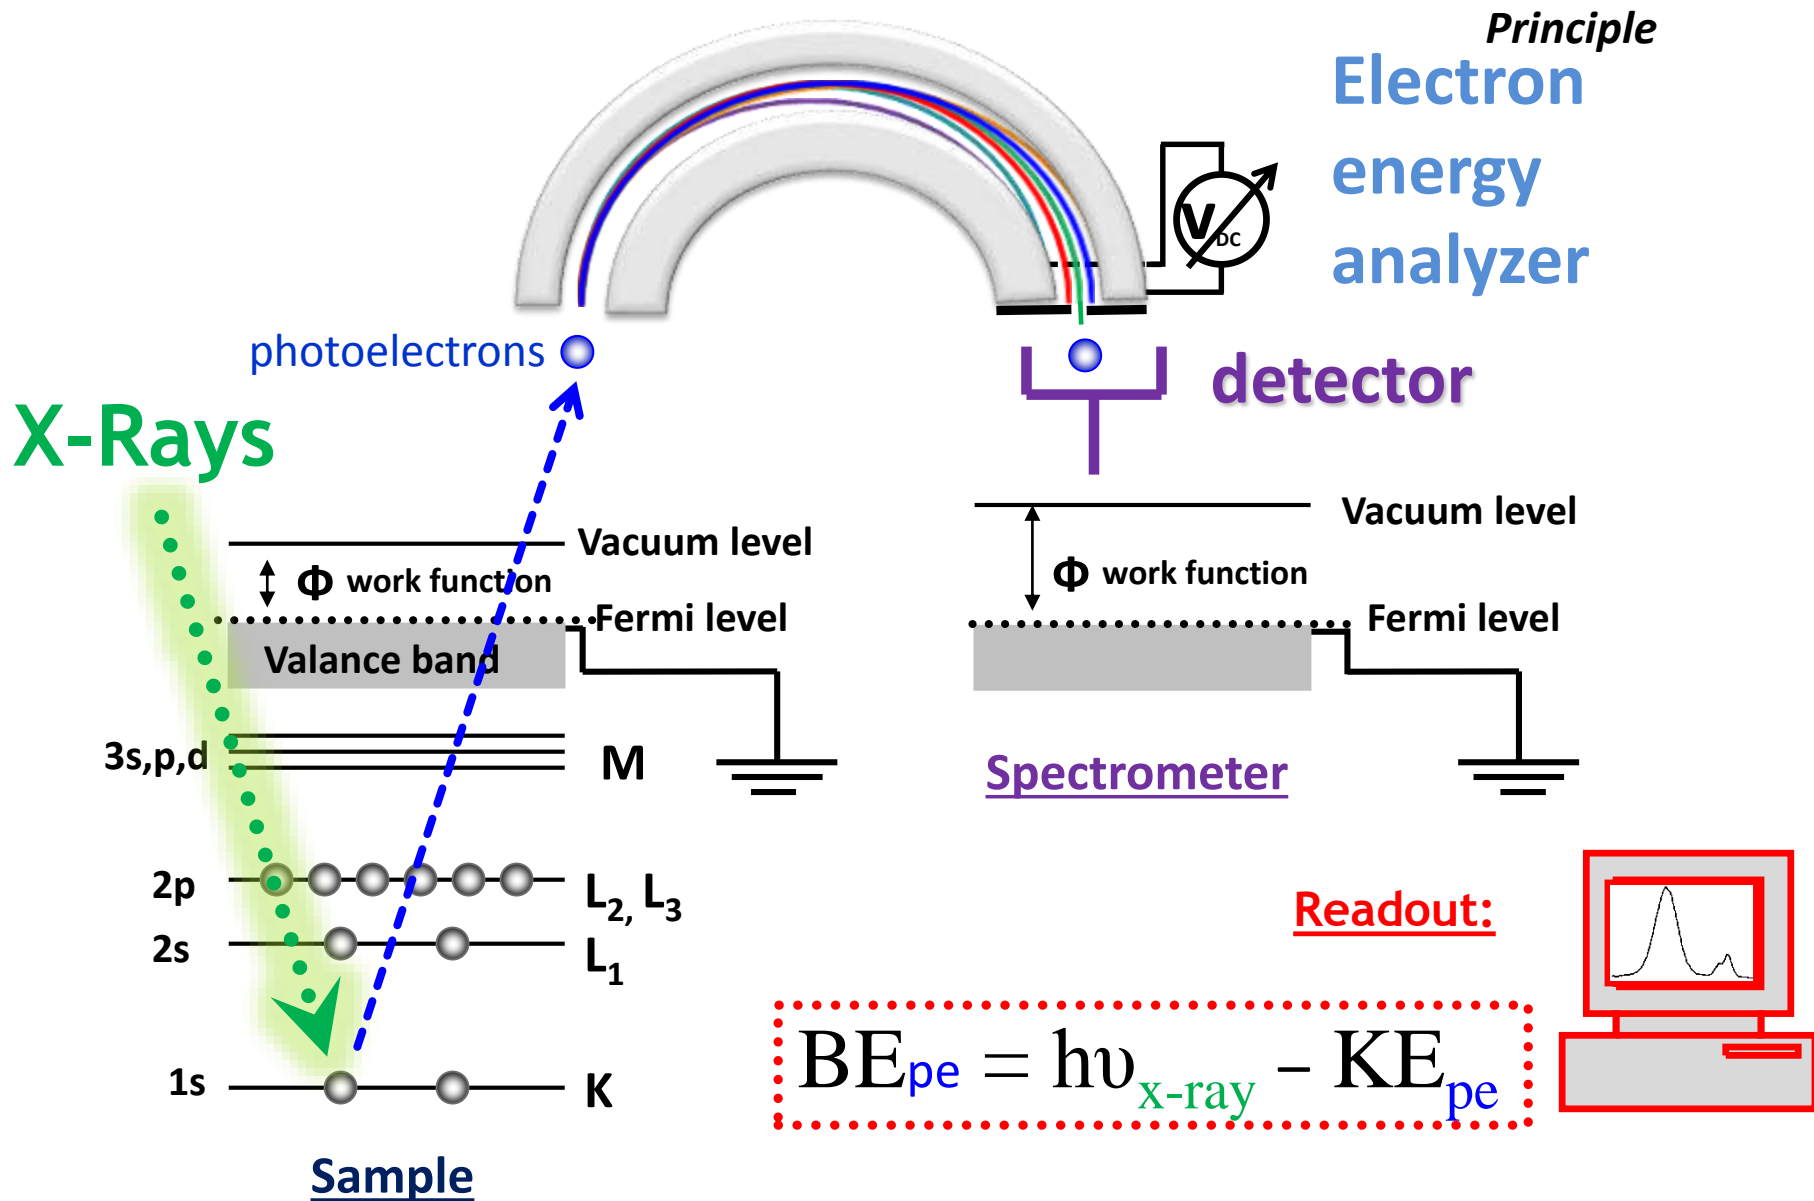 Principle
Electron
energy
analyzer
V DC
photoelectrons
detector
X-Rays
Vacuum level
Φ work function
Fermi level
Valance band
3s,p,d
M
2p
L2, L3
2s
L1
1s
K
Sample
Vacuum level
Φ work function
Fermi level
Spectrometer
Readout:
BEpe = hυx-ray – KEpe